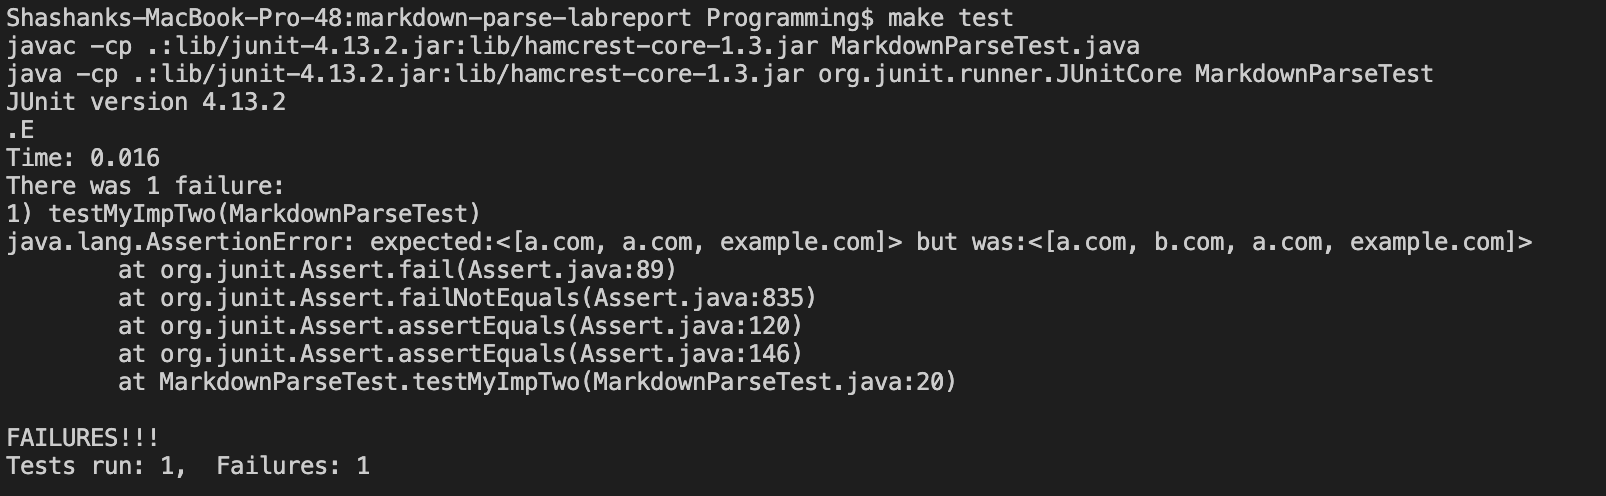 Shashanks-MacBook-Pro-48:markdown-parse-labreport Programming$ make test
javac -cp .:lib/junit-4.13.2.jar:lib/hamcrest-core-1.3.jar MarkdownParseTest.java
java -cp .:lib/junit-4.13.2.jar:lib/hamcrest-core-1.3.jar org.junit.runner.JUnitCore MarkdownParseTest
JUnit version 4.13.2
.E
Time: 0.016
There was 1 failure:
1) testMyImpTwo(MarkdownParseTest)
java.lang.AssertionError: expected:<[a.com, a.com, example.com]> but was:<[a.com, b.com, a.com, example.com]>
        at org.junit.Assert.fail(Assert.java:89)
        at org.junit.Assert.failNotEquals(Assert.java:835)
        at org.junit.Assert.assertEquals(Assert.java:120)
        at org.junit.Assert.assertEquals(Assert.java:146)
        at MarkdownParseTest.testMyImpTwo(MarkdownParseTest.java:20)
FAILURES!!!
Tests run: 1,  Failures: 1